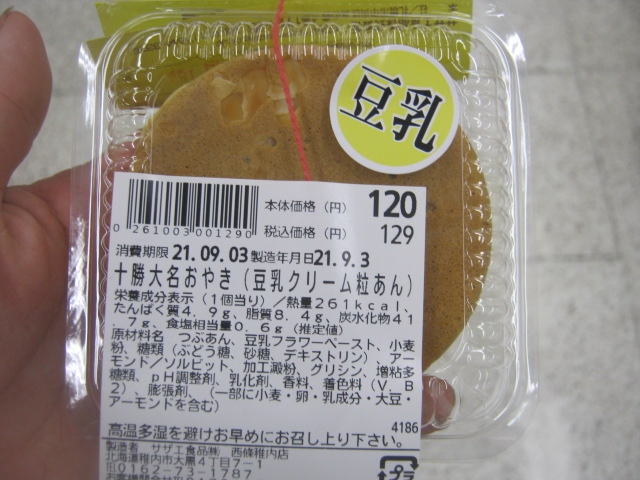 豆乳
0 261003 001290
本体価格（円） 120
税込価格（円） 129
消費期限 21.09.03 製造年月日 21.9.3
十勝大名おやき（豆乳クリーム粒あん）
栄養成分表示（1個当り）／熱量261kcal、
たんぱく質4.9g、脂質8.4g、炭水化物41
.7g、食塩相当量0.6g（推定値）
原材料名　つぶあん、豆乳フラワーペースト、小麦
粉、糖類（ぶどう糖、砂糖、デキストリン）、アー
モンド／ソルビット、加工澱粉、グリシン、増粘多
糖類、pH調整剤、乳化剤、香料、着色料（V.B
2）、膨張剤、（一部に小麦・卵・乳成分・大豆・
アーモンドを含む）
4186
高温多湿を避けお早めにお召し上り下さい。
製造者　サザエ食品㈱　西條稚内店
北海道稚内市大黒4丁目7-1
0162-73-1787
プラ